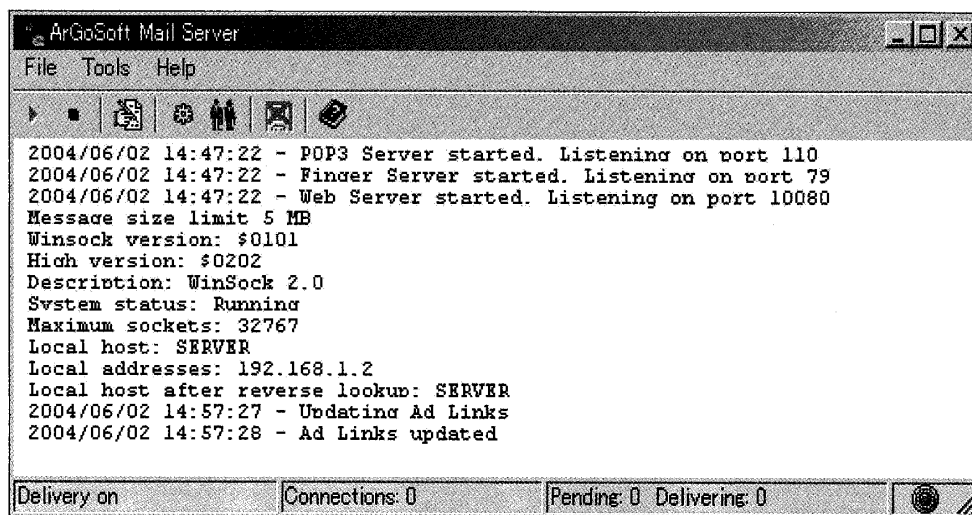 ArGoSoft Mail Server
File Tools Help
2004/06/02 14:47:22 - POP3 Server started. Listening on port 110
2004/06/02 14:47:22 - Finger Server started. Listening on port 79
2004/06/02 14:47:22 - Web Server started. Listening on port 10080
Message size limit 5 MB
Winsock version: $0101
High version: $0202
Description: WinSock 2.0
System status: Running
Maximum sockets: 32767
Local host: SERVER
Local addresses: 192.168.1.2
Local host after reverse lookup: SERVER
2004/06/02 14:57:27 - Updating Ad Links
2004/06/02 14:57:28 - Ad Links updated
Delivery on Connections: 0 Pending: 0 Delivering: 0